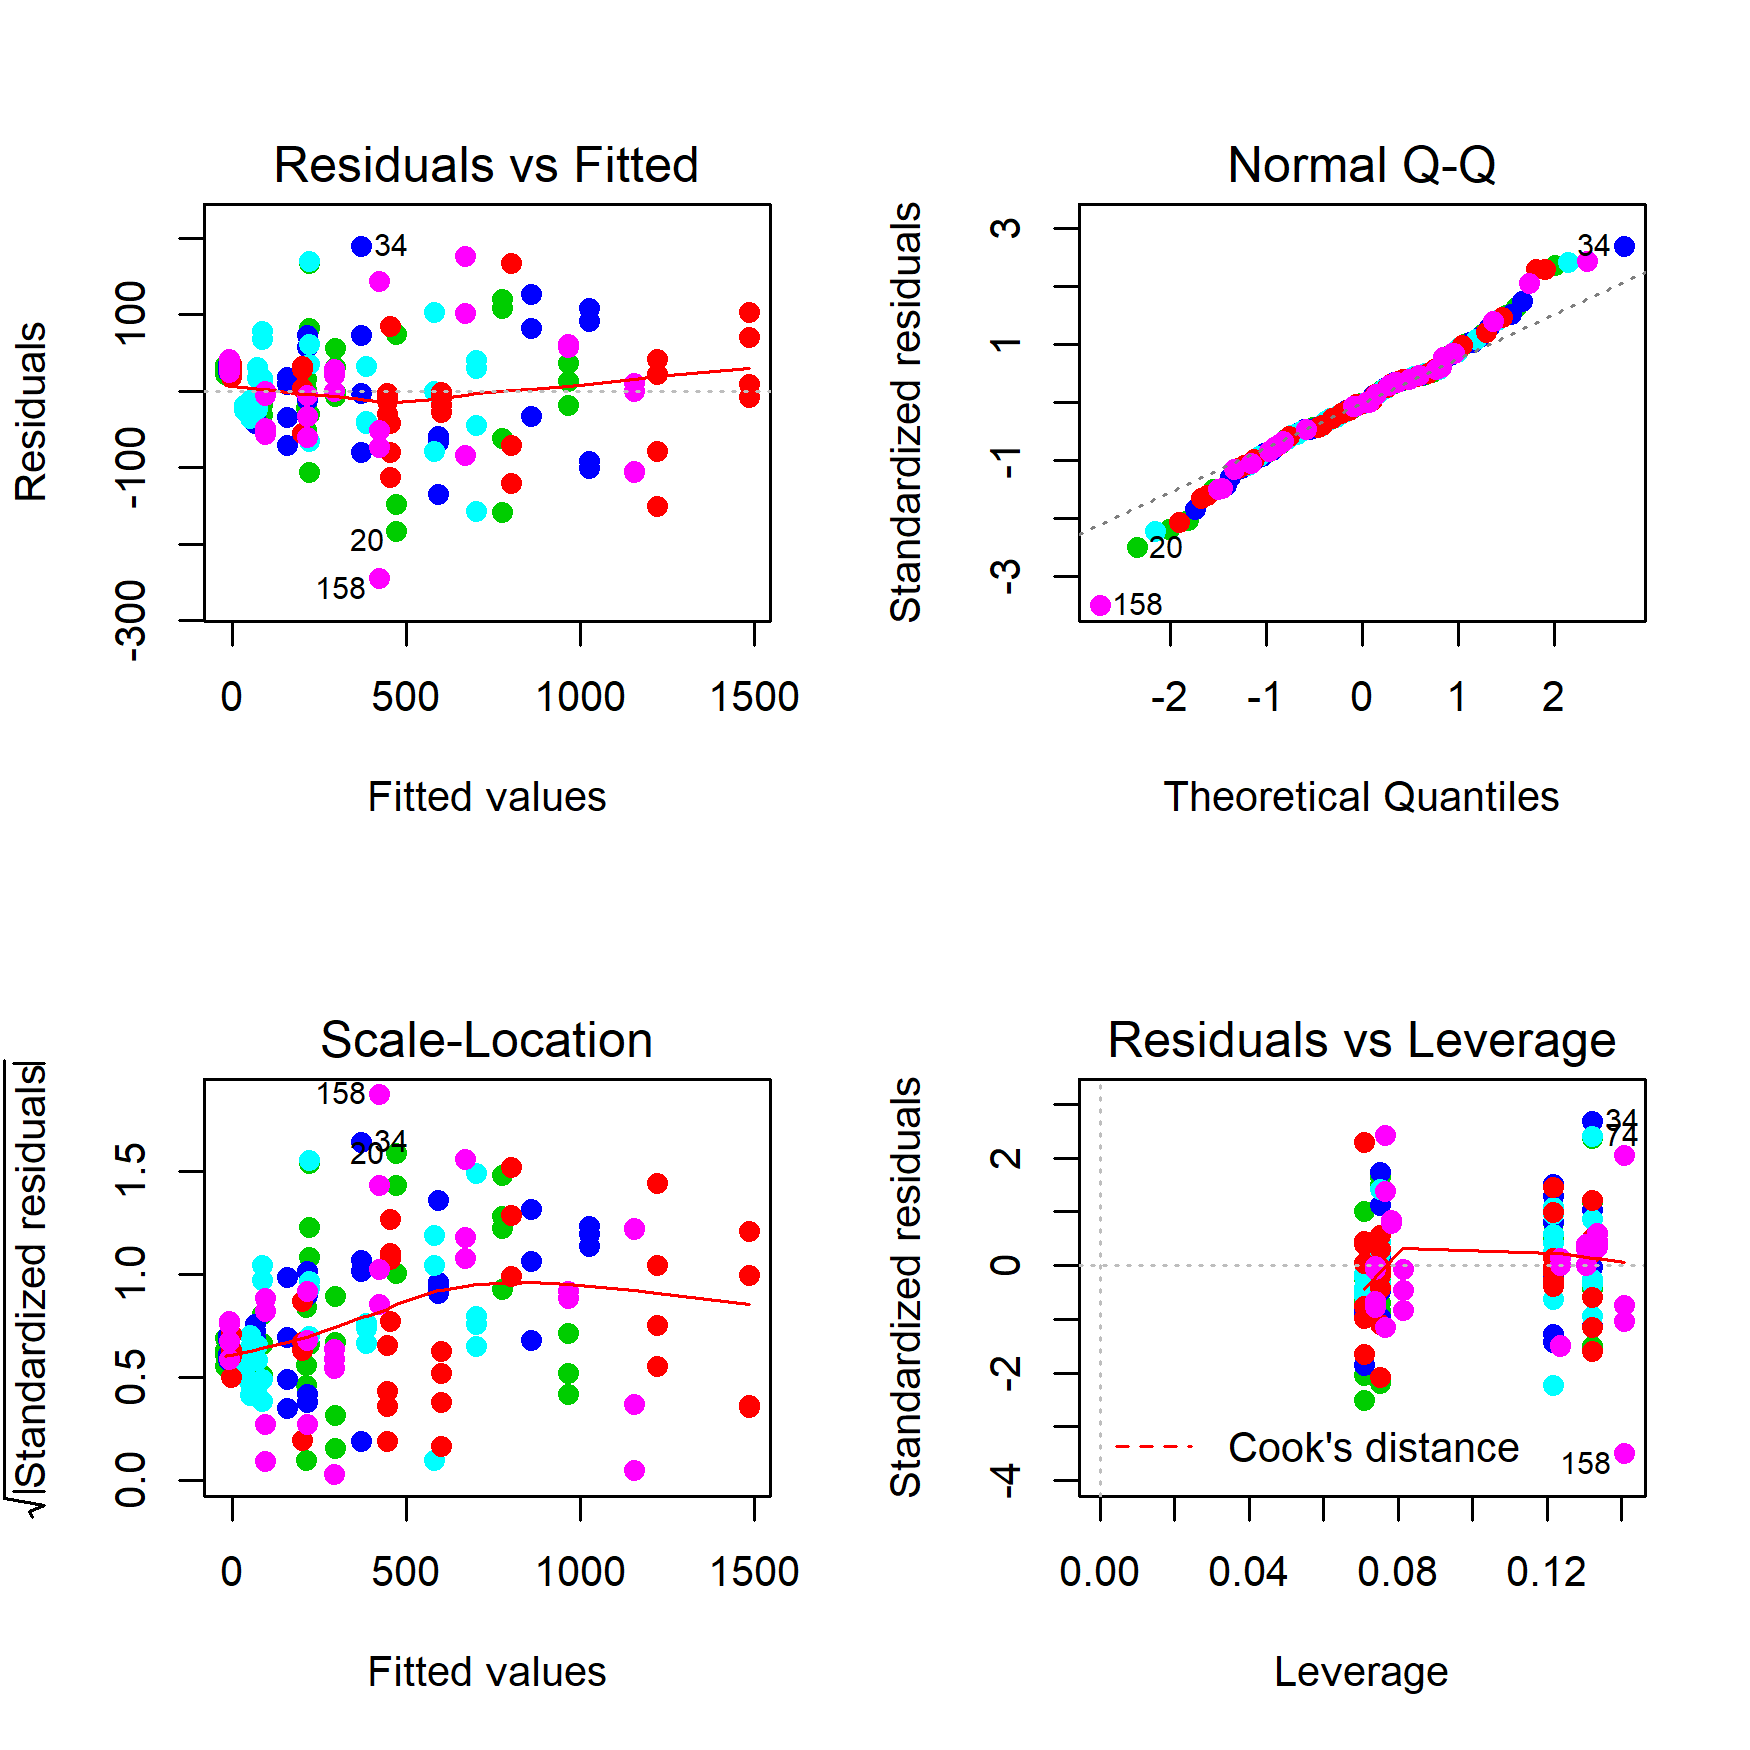 Residuals vs Fitted
Residuals
100
-100
-300
34
20
158
0 500 1000 1500
Fitted values
Normal Q-Q
Standardized residuals
3
1
-1
-3
34
20
158
-2 -1 0 1 2
Theoretical Quantiles
Scale-Location
√|Standardized residuals|
1.5
1.0
0.5
0.0
158
34
20
0 500 1000 1500
Fitted values
Residuals vs Leverage
Standardized residuals
2
0
-2
-4
34
74
Cook's distance
158
0.00 0.04 0.08 0.12
Leverage